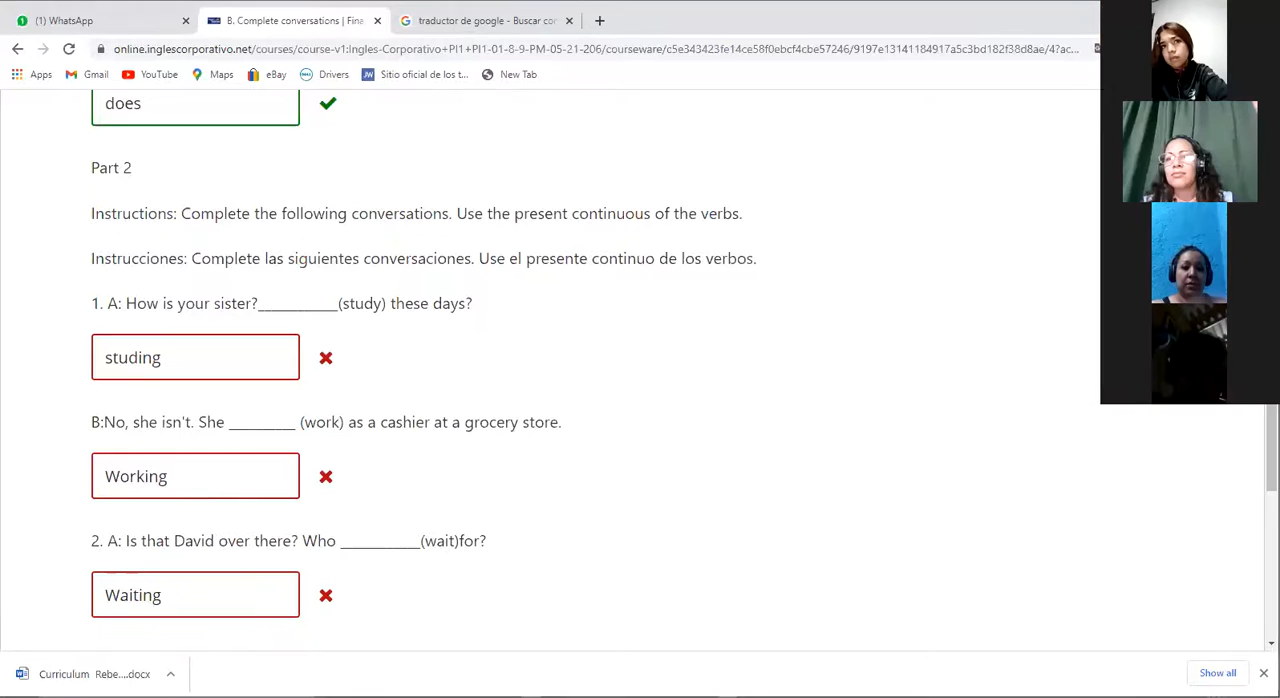 (1) WhatsApp
B. Complete conversations | Fina
traductor de google - Buscar con
online.inglescorporativo.net/courses/course-v1:Ingles-Corporativo+PI1+PI1-01-8-9-PM-05-21-206/courseware/c5e343423fe14ce58f0ebcf4cbe57246/9197e13141184917a5c3bd182f38d8ae/4?ac...
Apps Gmail YouTube Maps eBay Drivers Sitio oficial de los t... New Tab
does
Part 2
Instructions: Complete the following conversations. Use the present continuous of the verbs.
Instrucciones: Complete las siguientes conversaciones. Use el presente continuo de los verbos.
1. A: How is your sister?__________(study) these days?
studing
B:No, she isn't. She ________ (work) as a cashier at a grocery store.
Working
2. A: Is that David over there? Who __________(wait)for?
Waiting
Curriculum Rebe....docx
Show all